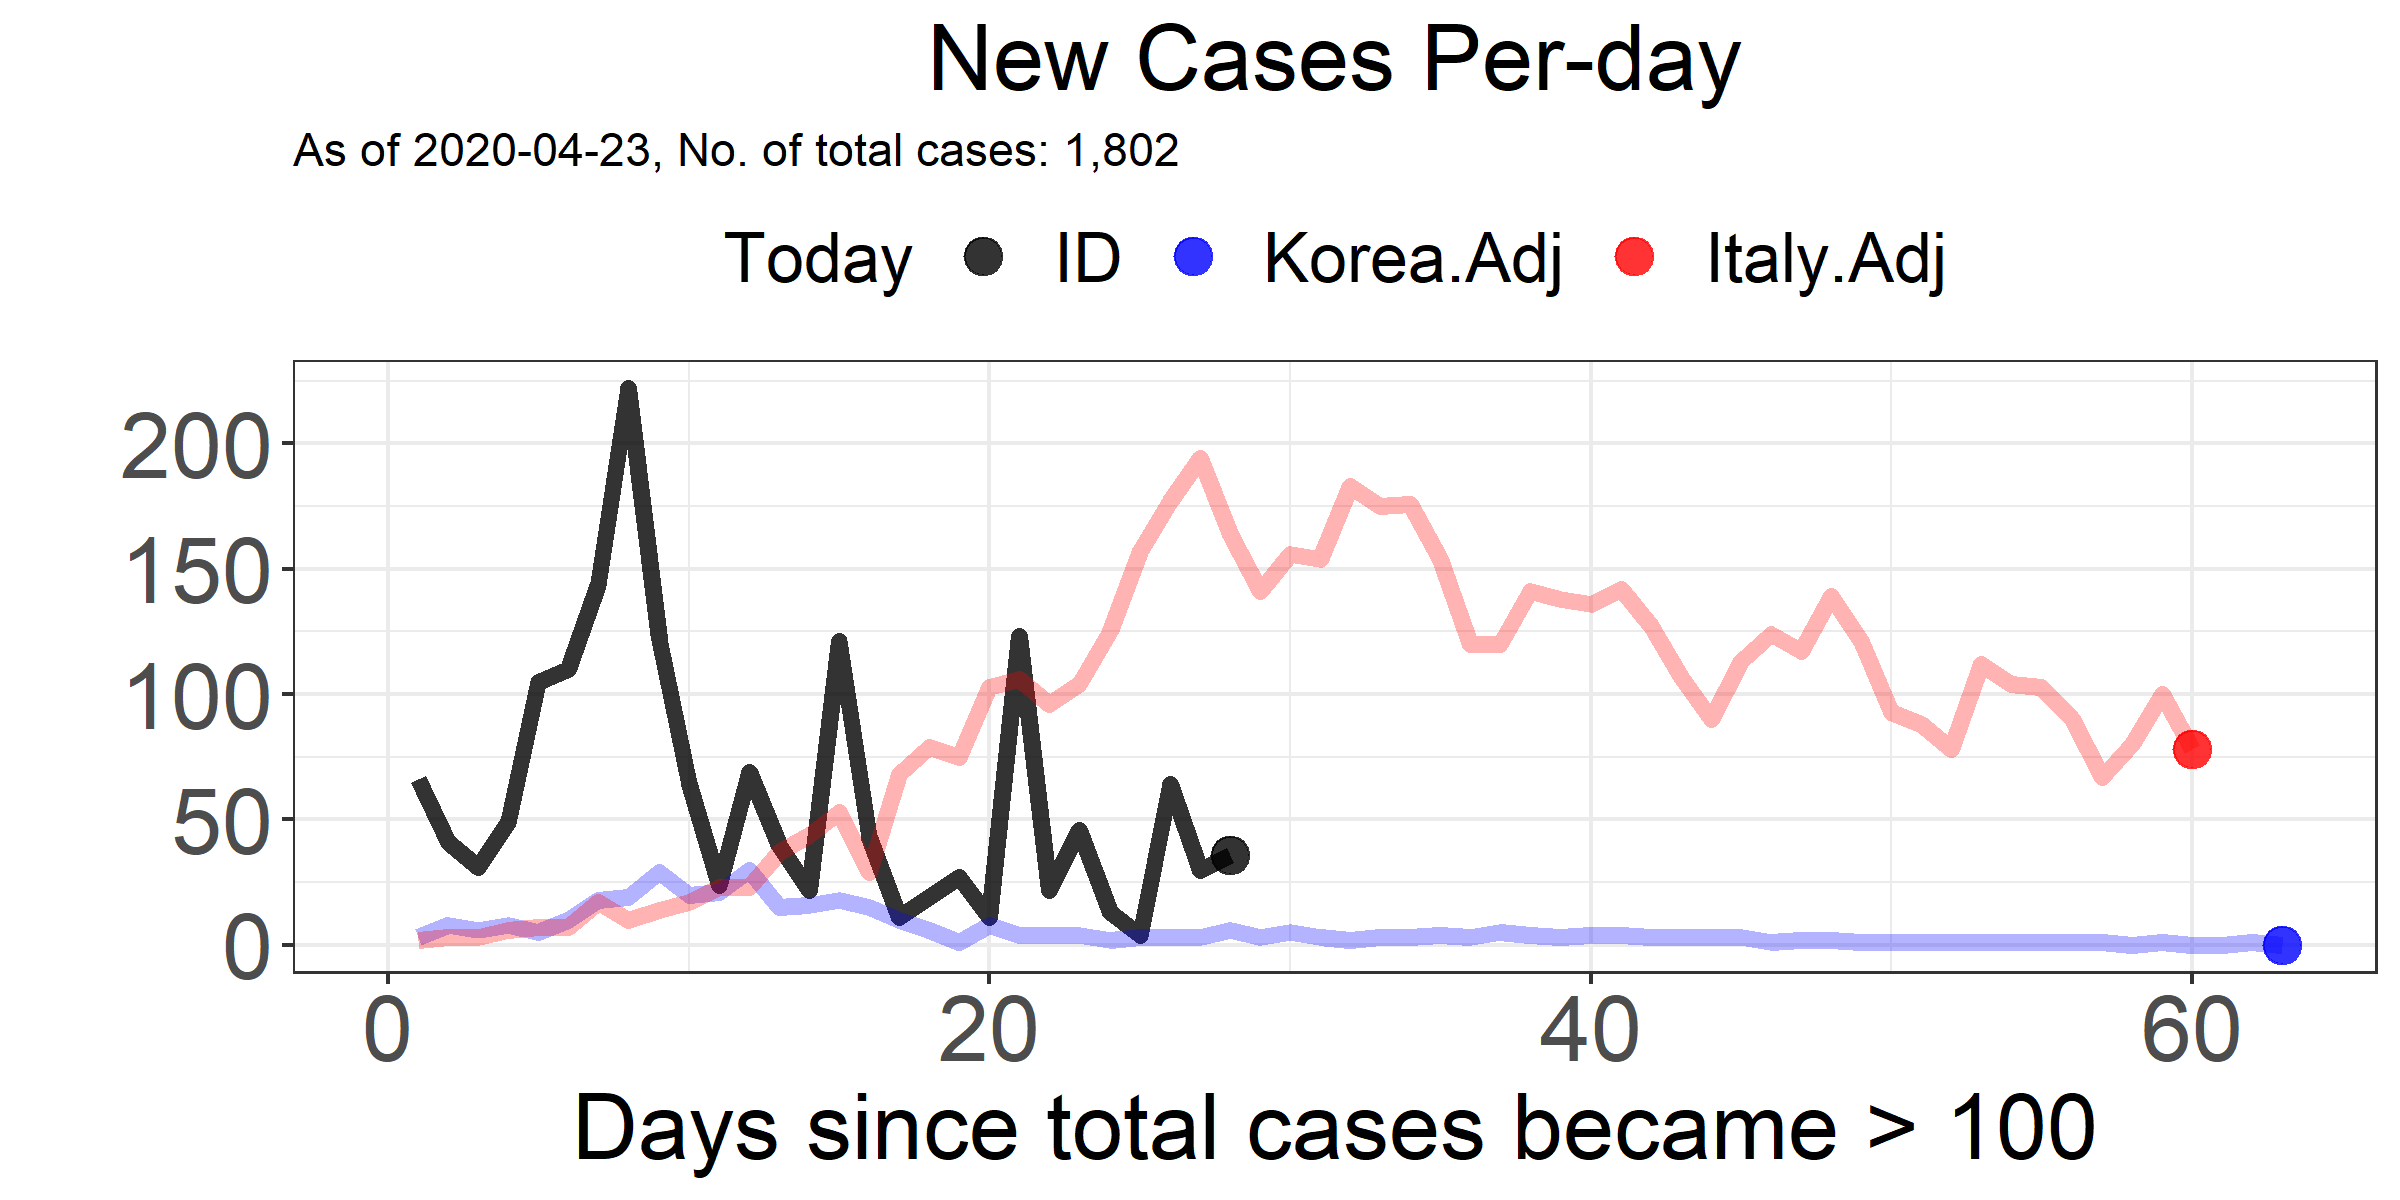 New Cases Per-day
As of 2020-04-23, No. of total cases: 1,802
Today ID Korea.Adj Italy.Adj
200
150
100
50
0
0 20 40 60
Days since total cases became > 100